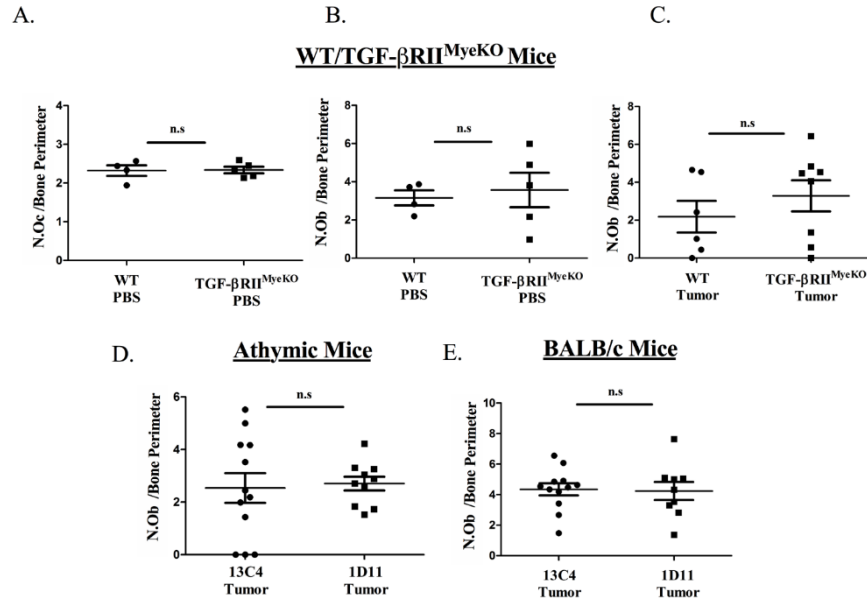 A.
B.
C.
WT/TGF-βRII^MyeKO Mice
N.Oc /Bone Perimeter
4
3
2
1
0
n.s
WT
PBS
TGF-βRII^MyeKO
PBS
N.Ob /Bone Perimeter
8
6
4
2
0
n.s
WT
PBS
TGF-βRII^MyeKO
PBS
N.Ob /Bone Perimeter
8
6
4
2
0
n.s
WT
Tumor
TGF-βRII^MyeKO
Tumor
D.
Athymic Mice
N.Ob /Bone Perimeter
6
4
2
0
n.s
13C4
Tumor
1D11
Tumor
E.
BALB/c Mice
N.Ob /Bone Perimeter
10
8
6
4
2
0
n.s
13C4
Tumor
1D11
Tumor